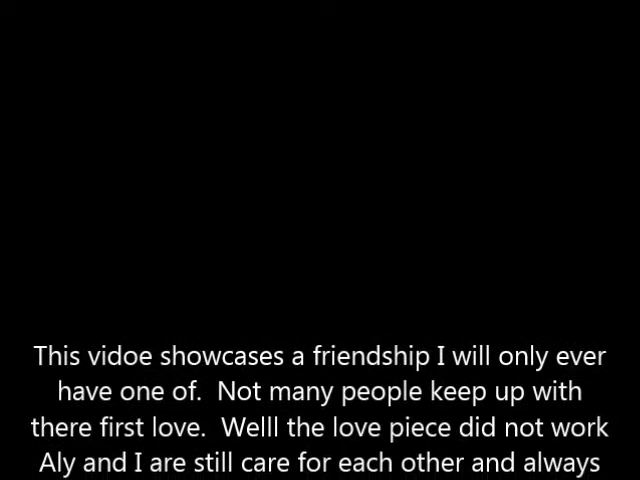 This vidoe showcases a friendship I will only ever
have one of.  Not many people keep up with
there first love.  Welll the love piece did not work
Aly and I are still care for each other and always